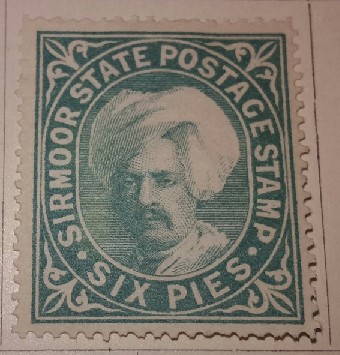 SIRMOOR STATE POSTAGE STAMP
· SIX PIES ·